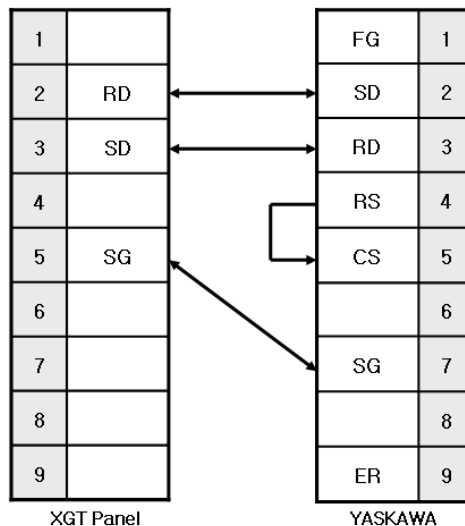 1 FG 1
2 RD SD 2
3 SD RD 3
4 RS 4
5 SG CS 5
6 6
7 SG 7
8 8
9 ER 9
XGT Panel YASKAWA